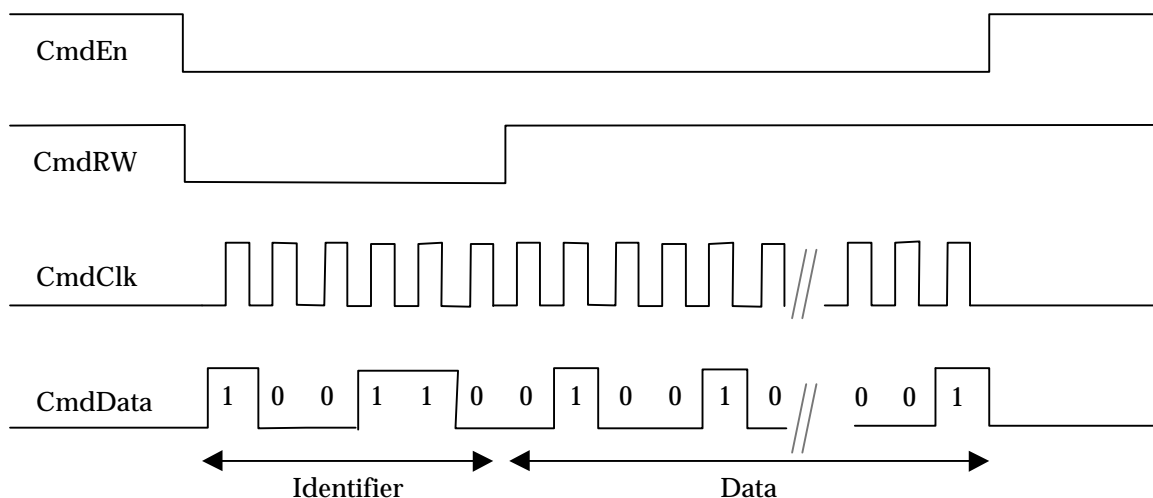 CmdEn
CmdRW
CmdClk
CmdData 1 0 0 1 1 0 0 1 0 0 1 0 0 0 1
Identifier Data